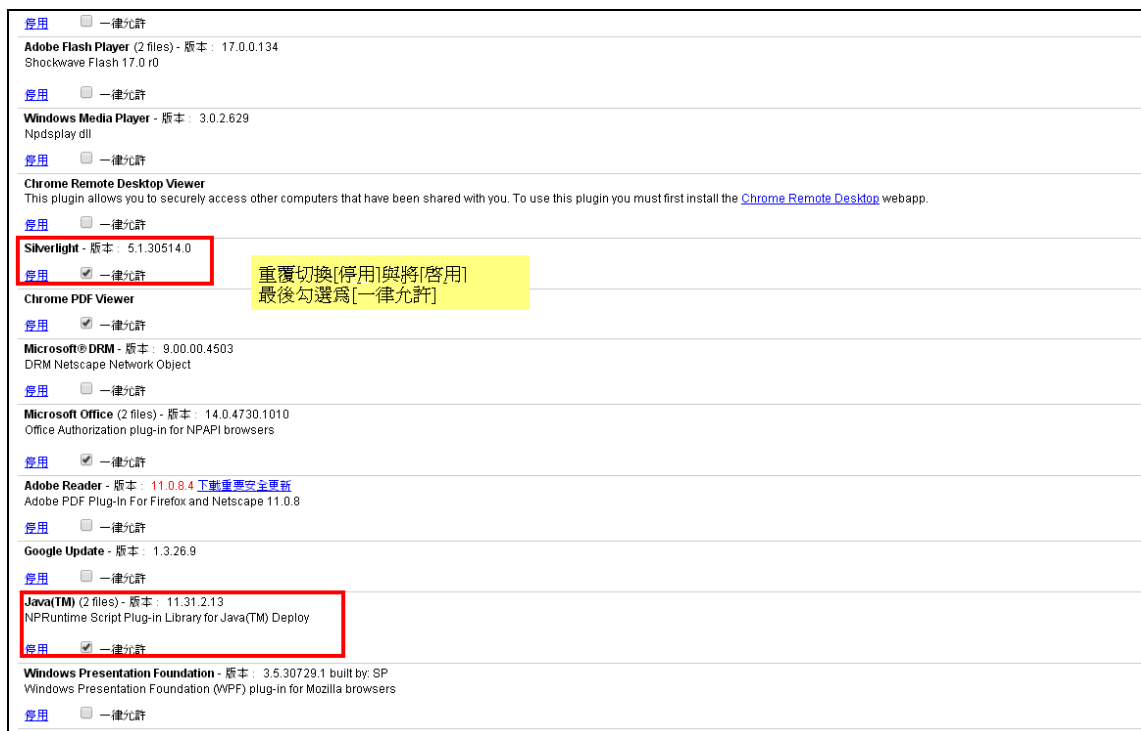 停用 一律允許
Adobe Flash Player (2 files) - 版本： 17.0.0.134
Shockwave Flash 17.0 r0
停用 一律允許
Windows Media Player - 版本： 3.0.2.629
Npdsplay dll
停用 一律允許
Chrome Remote Desktop Viewer
This plugin allows you to securely access other computers that have been shared with you. To use this plugin you must first install the Chrome Remote Desktop webapp.
停用 一律允許
Silverlight - 版本： 5.1.30514.0
停用 一律允許
重覆切換[停用]與將[啓用]
最後勾選爲[一律允許]
Chrome PDF Viewer
停用 一律允許
Microsoft® DRM - 版本： 9.00.00.4503
DRM Netscape Network Object
停用 一律允許
Microsoft Office (2 files) - 版本： 14.0.4730.1010
Office Authorization plug-in for NPAPI browsers
停用 一律允許
Adobe Reader - 版本： 11.0.8.4 下載重要安全更新
Adobe PDF Plug-In For Firefox and Netscape 11.0.8
停用 一律允許
Google Update - 版本： 1.3.26.9
停用 一律允許
Java(TM) (2 files) - 版本： 11.31.2.13
NPRuntime Script Plug-in Library for Java(TM) Deploy
停用 一律允許
Windows Presentation Foundation - 版本： 3.5.30729.1 built by: SP
Windows Presentation Foundation (WPF) plug-in for Mozilla browsers
停用 一律允許